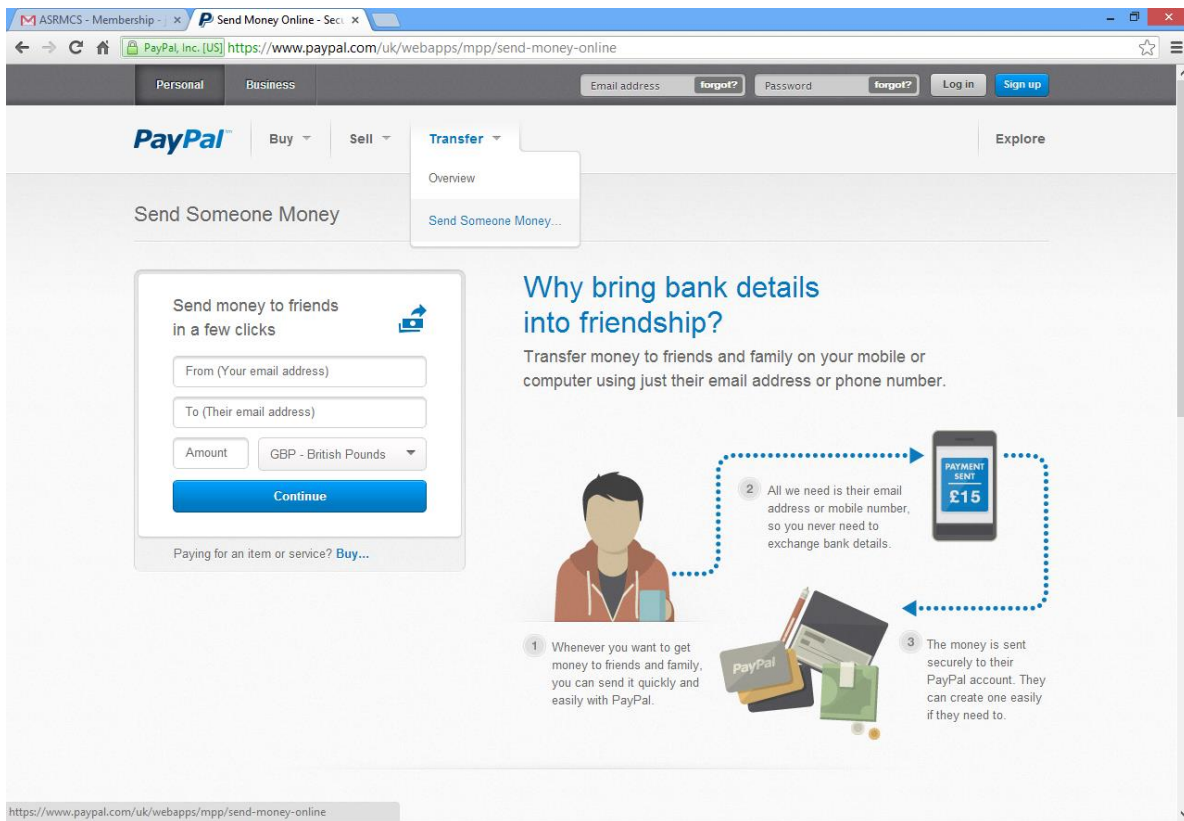 ASRMCS - Membership -
Send Money Online - Sec
PayPal, Inc. [US] https://www.paypal.com/uk/webapps/mpp/send-money-online
Personal Business Email address forgot? Password forgot? Log in Sign up
PayPal™ Buy Sell Transfer Explore
Overview
Send Someone Money...
Send Someone Money
Send money to friends
in a few clicks
From (Your email address)
To (Their email address)
Amount GBP - British Pounds
Continue
Paying for an item or service? Buy...
Why bring bank details
into friendship?
Transfer money to friends and family on your mobile or
computer using just their email address or phone number.
1 Whenever you want to get
money to friends and family,
you can send it quickly and
easily with PayPal.
2 All we need is their email
address or mobile number,
so you never need to
exchange bank details.
PAYMENT
SENT
£15
PayPal
3 The money is sent
securely to their
PayPal account. They
can create one easily
if they need to.
https://www.paypal.com/uk/webapps/mpp/send-money-online